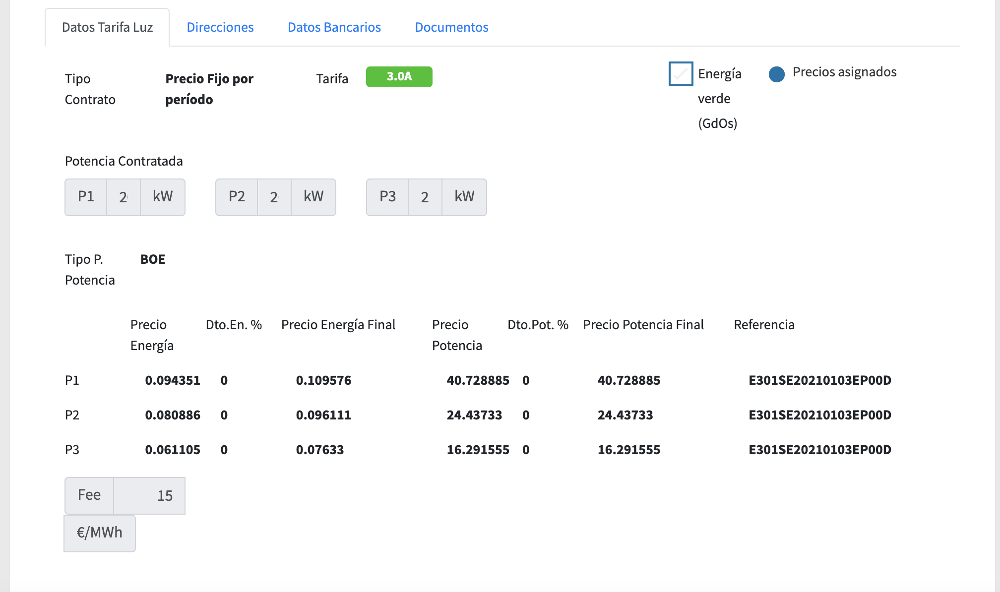 Datos Tarifa Luz Direcciones Datos Bancarios Documentos
Tipo Contrato Precio Fijo por período Tarifa 3.0A Energía verde (GdOs) Precios asignados
Potencia Contratada
P1 2 kW P2 2 kW P3 2 kW
Tipo P. Potencia BOE
Precio Energía Dto.En. % Precio Energía Final Precio Potencia Dto.Pot. % Precio Potencia Final Referencia
P1 0.094351 0 0.109576 40.728885 0 40.728885 E301SE20210103EP00D
P2 0.080886 0 0.096111 24.43733 0 24.43733 E301SE20210103EP00D
P3 0.061105 0 0.07633 16.291555 0 16.291555 E301SE20210103EP00D
Fee 15
€/MWh